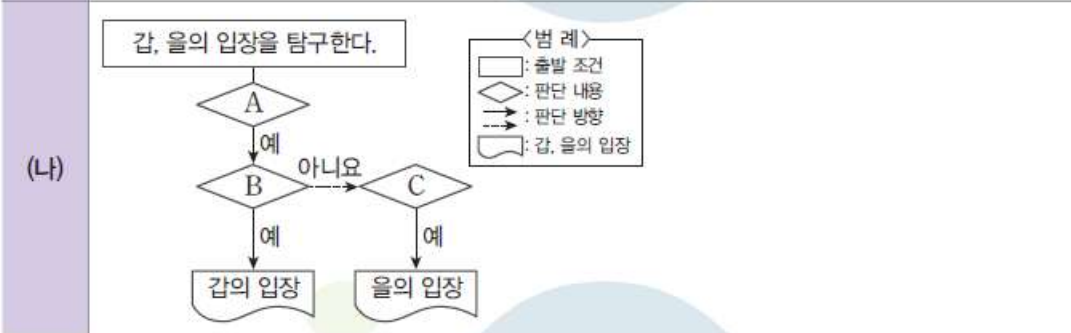 (나)
갑, 을의 입장을 탐구한다.
A
예
B
아니요
C
예
예
갑의 입장
을의 입장
〈범 례〉
: 출발 조건
: 판단 내용
: 판단 방향
: 갑, 을의 입장